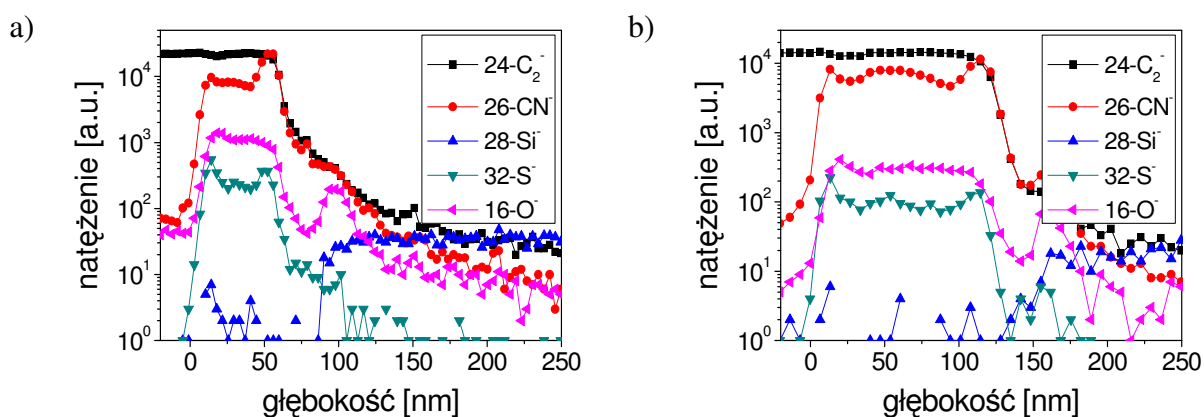 a)
natężenie [a.u.]
10⁴
10³
10²
10¹
10⁰
0 50 100 150 200 250
głębokość [nm]
24-C₂⁻
26-CN⁻
28-Si⁻
32-S⁻
16-O⁻
b)
natężenie [a.u.]
10⁴
10³
10²
10¹
10⁰
0 50 100 150 200 250
głębokość [nm]
24-C₂⁻
26-CN⁻
28-Si⁻
32-S⁻
16-O⁻